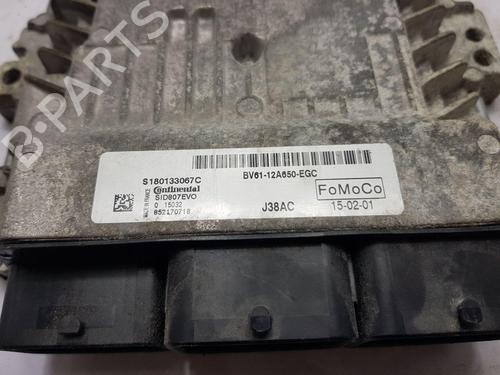 B-PARTS
S180133067C
BV61-12A650-EGC
MADE IN FRANCE
Continental
SID807EVO
0 15032
852170718
FoMoCo
J38AC
15-02-01